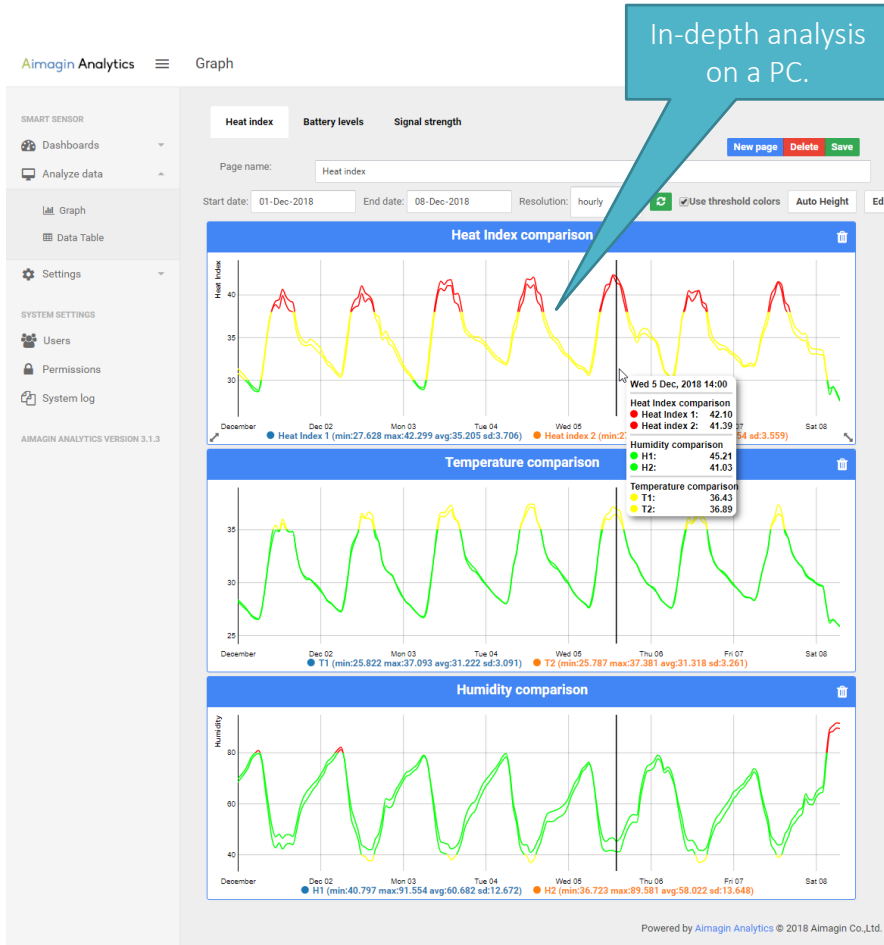 In-depth analysis
on a PC.
Aimagin Analytics
Graph
SMART SENSOR
Dashboards
Analyze data
Graph
Data Table
Settings
SYSTEM SETTINGS
Users
Permissions
System log
AIMAGIN ANALYTICS VERSION 3.1.3
Heat index Battery levels Signal strength
New page Delete Save
Page name: Heat index
Start date: 01-Dec-2018 End date: 08-Dec-2018 Resolution: hourly Use threshold colors Auto Height Ed
Heat Index comparison
Heat Index
40
35
30
December Dec 02 Mon 03 Tue 04 Wed 05 Sat 08
Heat Index 1 (min:27.628 max:42.299 avg:35.205 sd:3.706) Heat index 2 (min:27 54 sd:3.559)
Wed 5 Dec, 2018 14:00
Heat Index comparison
Heat Index 1: 42.10
Heat index 2: 41.39
Humidity comparison
H1: 45.21
H2: 41.03
Temperature comparison
T1: 36.43
T2: 36.89
Temperature comparison
35
30
25
December Dec 02 Mon 03 Tue 04 Wed 05 Thu 06 Fri 07 Sat 08
T1 (min:25.822 max:37.093 avg:31.222 sd:3.091) T2 (min:25.787 max:37.381 avg:31.318 sd:3.261)
Humidity comparison
Humidity
80
60
40
December Dec 02 Mon 03 Tue 04 Wed 05 Thu 06 Fri 07 Sat 08
H1 (min:40.797 max:91.554 avg:60.682 sd:12.672) H2 (min:36.723 max:89.581 avg:58.022 sd:13.648)
Powered by Aimagin Analytics © 2018 Aimagin Co.,Ltd.